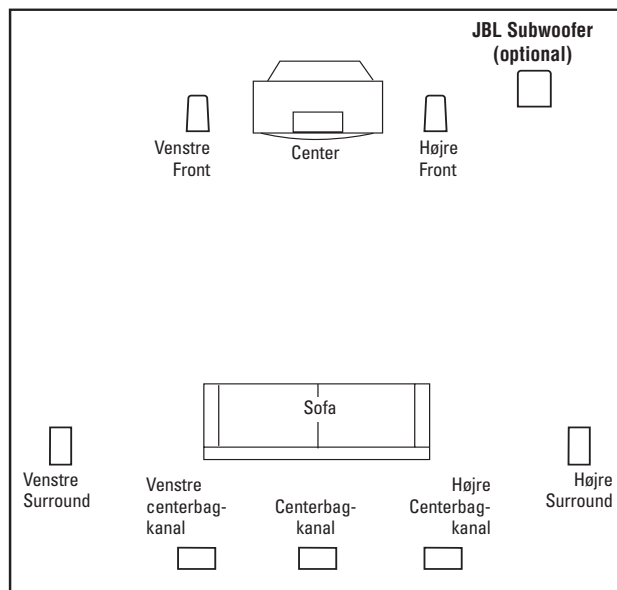 JBL Subwoofer
(optional)
Venstre
Front
Center
Højre
Front
Sofa
Venstre
Surround
Venstre
centerbag-
kanal
Centerbag-
kanal
Højre
Centerbag-
kanal
Højre
Surround